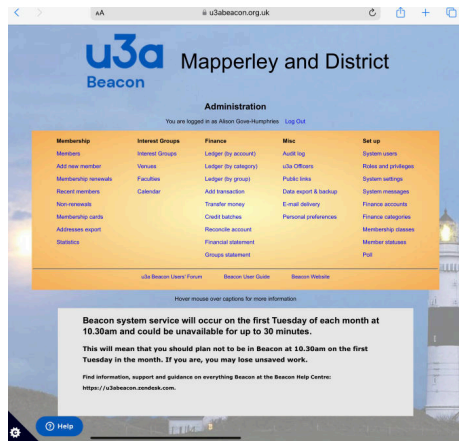 AA
u3abeacon.org.uk
u3a
Beacon
Mapperley and District
Administration
You are logged in as Alison Gove-Humphries Log Out
Membership Interest Groups Finance Misc Set up
Members Interest Groups Ledger (by account) Audit log System users
Add new member Venues Ledger (by category) u3a Officers Roles and privileges
Membership renewals Faculties Ledger (by group) Public links System settings
Recent members Calendar Add transaction Data export & backup System messages
Non-renewals Transfer money E-mail delivery Finance accounts
Membership cards Credit batches Personal preferences Finance categories
Addresses export Reconcile account Membership classes
Statistics Financial statement Member statuses
Groups statement Poll
u3a Beacon Users' Forum Beacon User Guide Beacon Website
Hover mouse over captions for more information
Beacon system service will occur on the first Tuesday of each month at
10.30am and could be unavailable for up to 30 minutes.
This will mean that you should plan not to be in Beacon at 10.30am on the first
Tuesday in the month. If you are, you may lose unsaved work.
Find information, support and guidance on everything Beacon at the Beacon Help Centre:
https://u3abeacon.zendesk.com.
Help